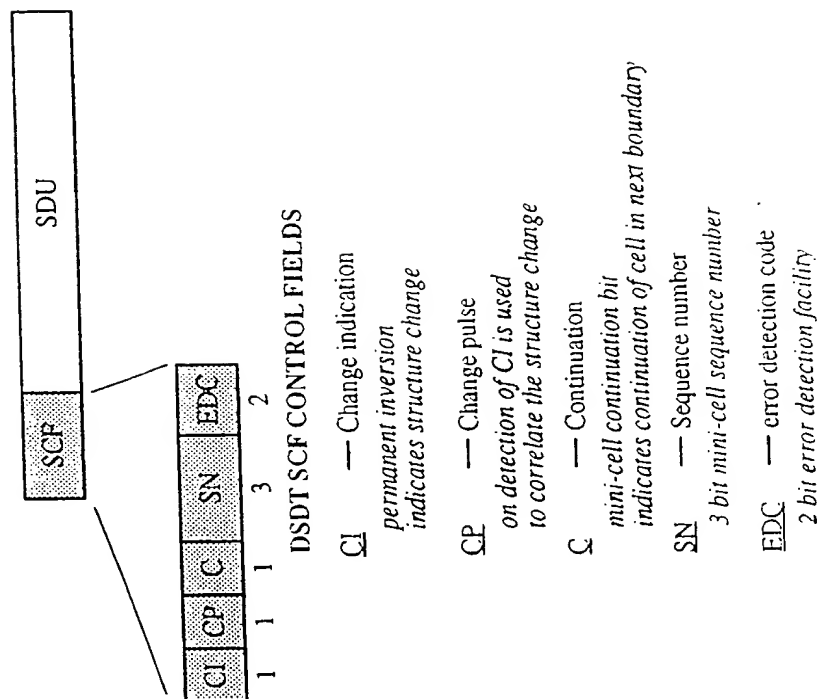 SCF SDU
CI CP C SN EDC
1 1 1 3 2
DSDT SCF CONTROL FIELDS
CI — Change indication
permanent inversion
indicates structure change
CP — Change pulse
on detection of CI is used
to correlate the structure change
C — Continuation
mini-cell continuation bit
indicates continuation of cell in next boundary
SN — Sequence number
3 bit mini-cell sequence number
EDC — error detection code
2 bit error detection facility